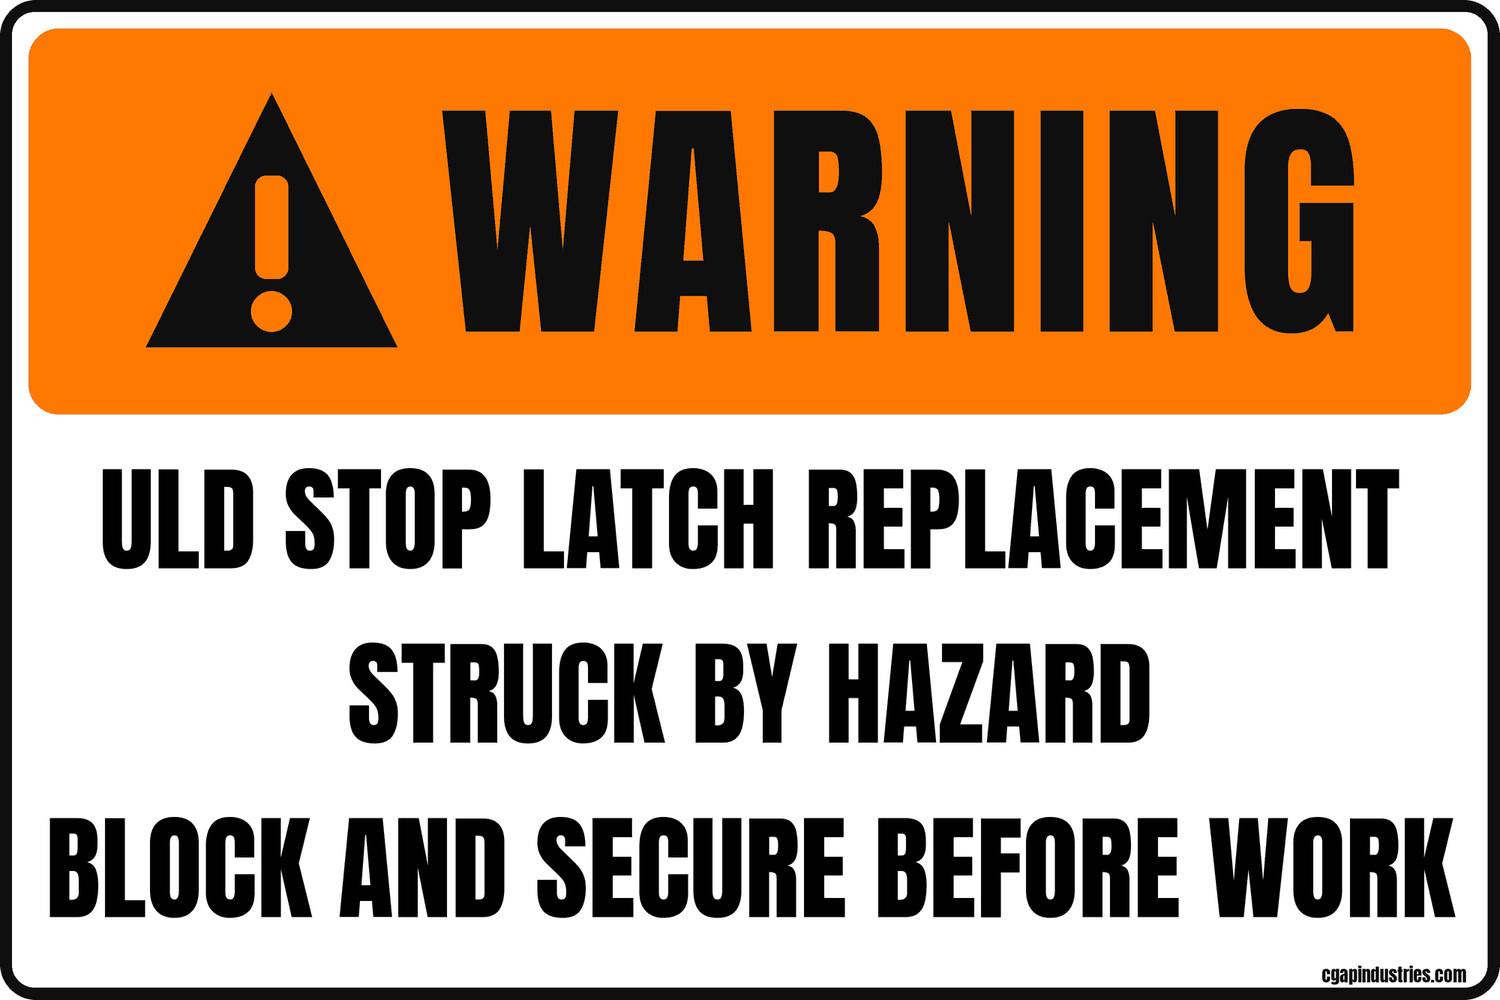 WARNING
ULD STOP LATCH REPLACEMENT
STRUCK BY HAZARD
BLOCK AND SECURE BEFORE WORK
cgapindustries.com